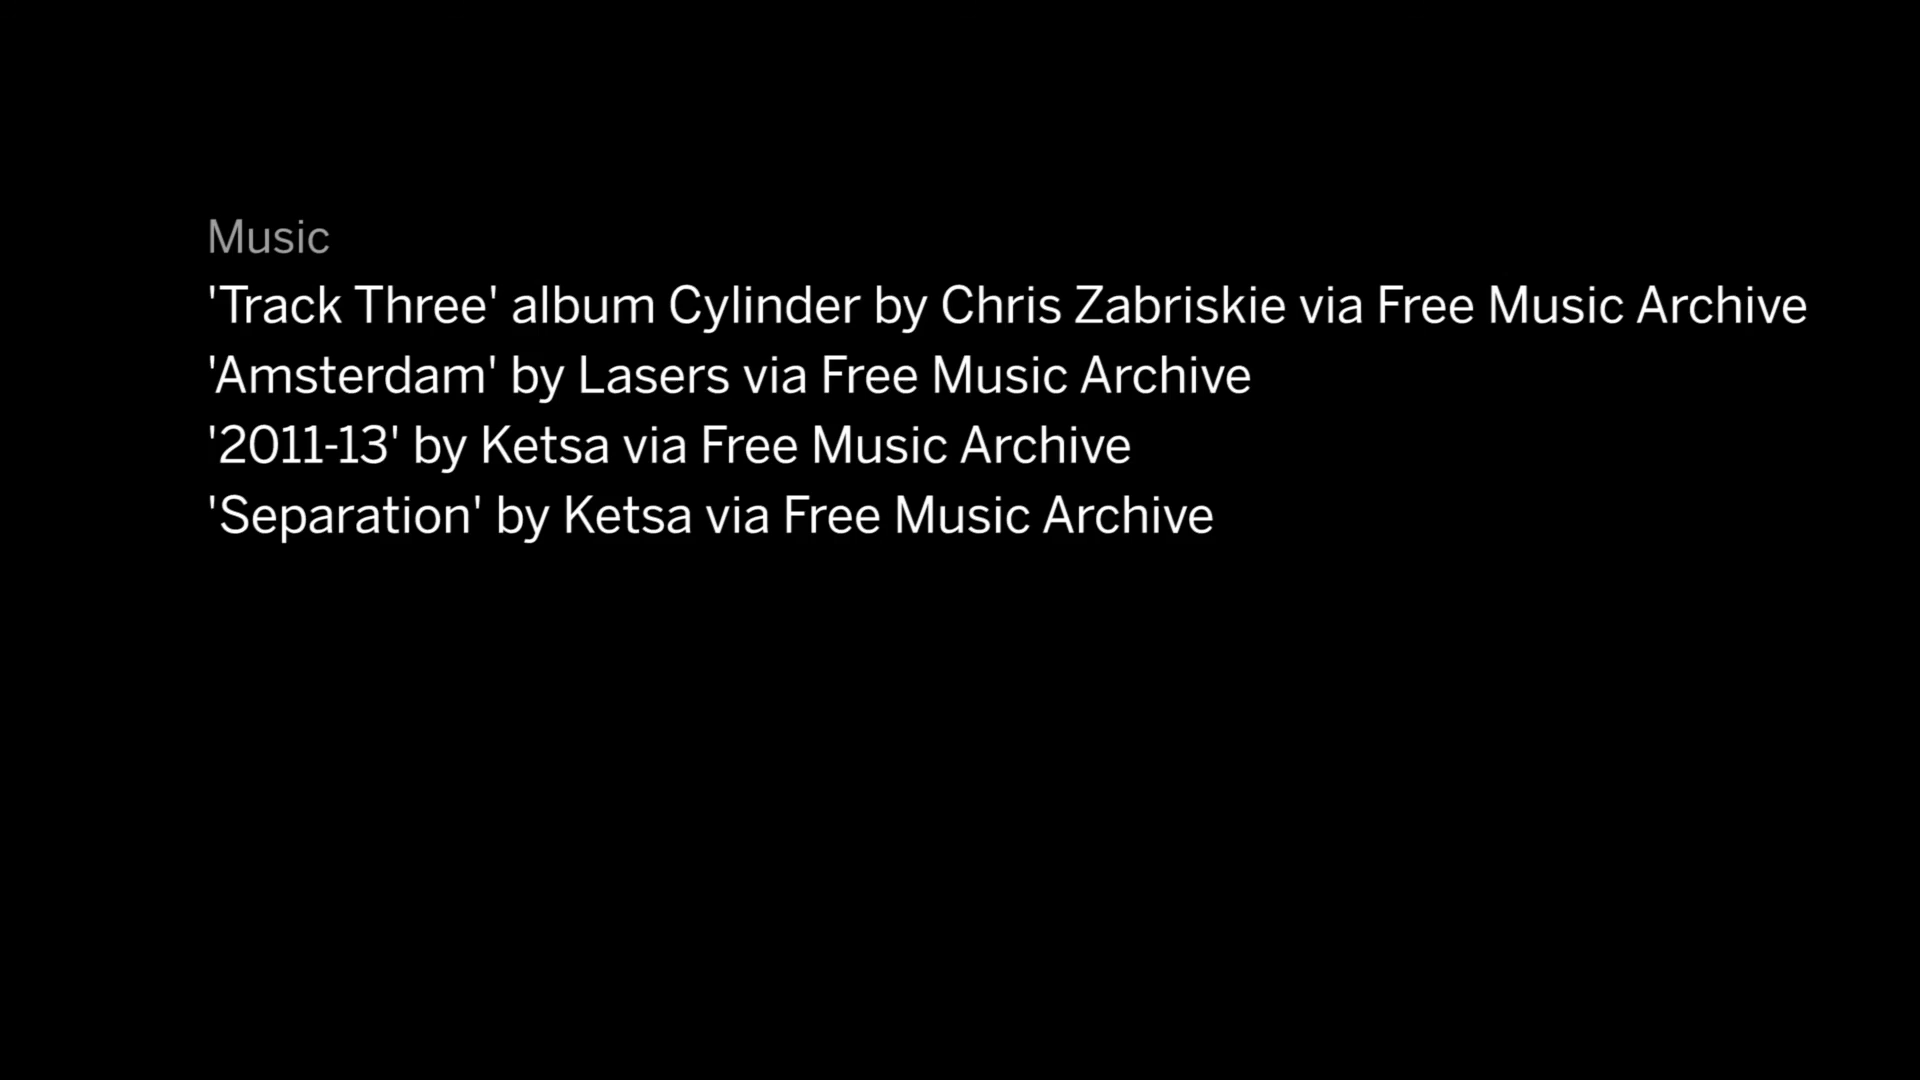 Music
'Track Three' album Cylinder by Chris Zabriskie via Free Music Archive
'Amsterdam' by Lasers via Free Music Archive
'2011-13' by Ketsa via Free Music Archive
'Separation' by Ketsa via Free Music Archive